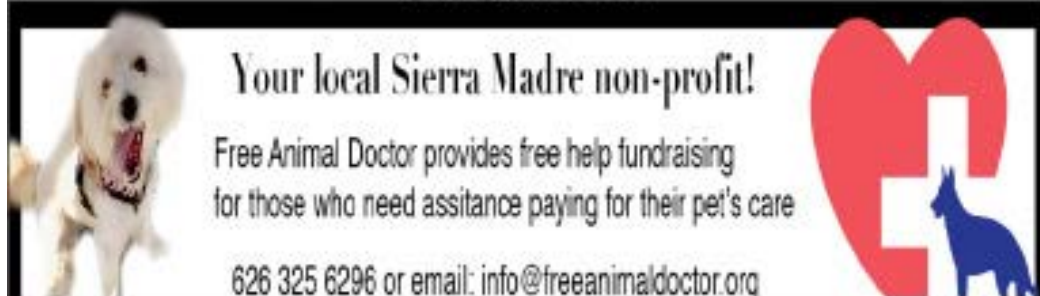 Your local Sierra Madre non-profit!
Free Animal Doctor provides free help fundraising
for those who need assitance paying for their pet's care
626 325 6296 or email: info@freeanimaldoctor.org